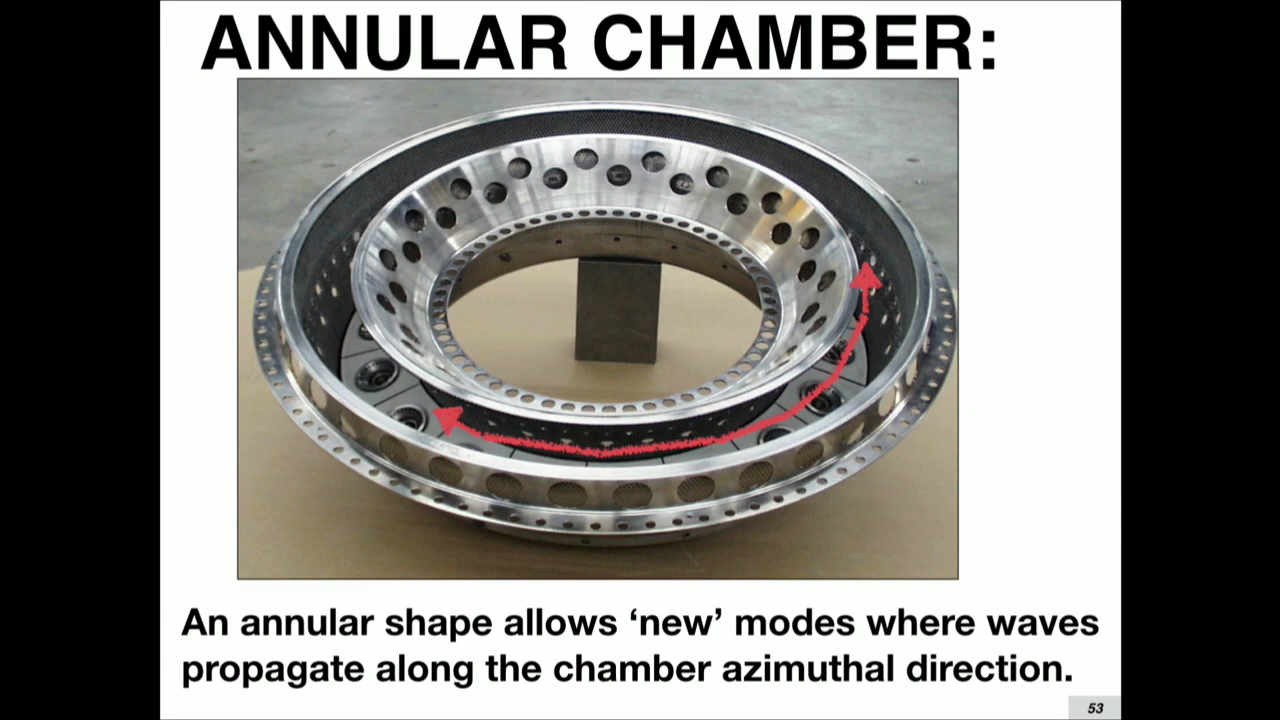 ANNULAR CHAMBER:
An annular shape allows ‘new’ modes where waves
propagate along the chamber azimuthal direction.
53